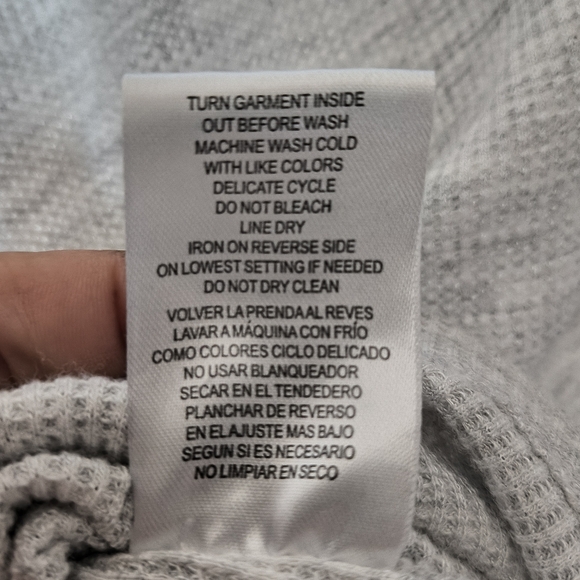 TURN GARMENT INSIDE
OUT BEFORE WASH
MACHINE WASH COLD
WITH LIKE COLORS
DELICATE CYCLE
DO NOT BLEACH
LINE DRY
IRON ON REVERSE SIDE
ON LOWEST SETTING IF NEEDED
DO NOT DRY CLEAN
VOLVER LA PRENDA AL REVES
LAVAR A MÁQUINA CON FRÍO
COMO COLORES CICLO DELICADO
NO USAR BLANQUEADOR
SECAR EN EL TENDEDERO
PLANCHAR DE REVERSO
EN EL AJUSTE MAS BAJO
SEGUN SI ES NECESARIO
NO LIMPIAR EN SECO